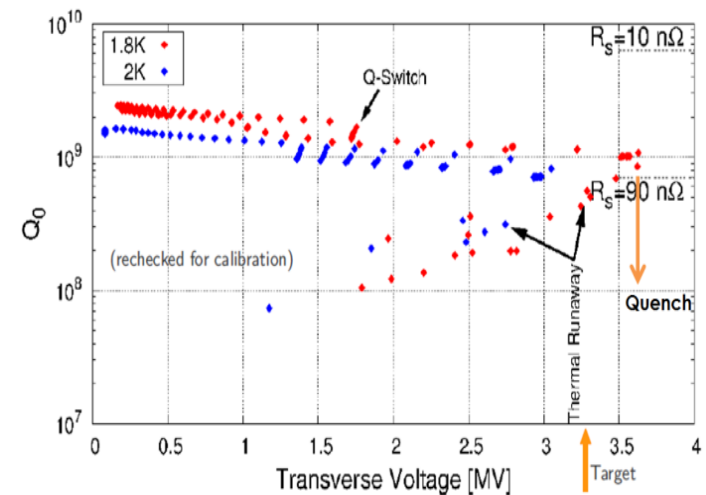 10^10
R_s=10 nΩ
1.8K
2K
Q-Switch
10^9
R_s=90 nΩ
Q_0
(rechecked for calibration)
10^8
Quench
Thermal Runaway
10^7
0 0.5 1 1.5 2 2.5 3 3.5 4
Transverse Voltage [MV]
Target